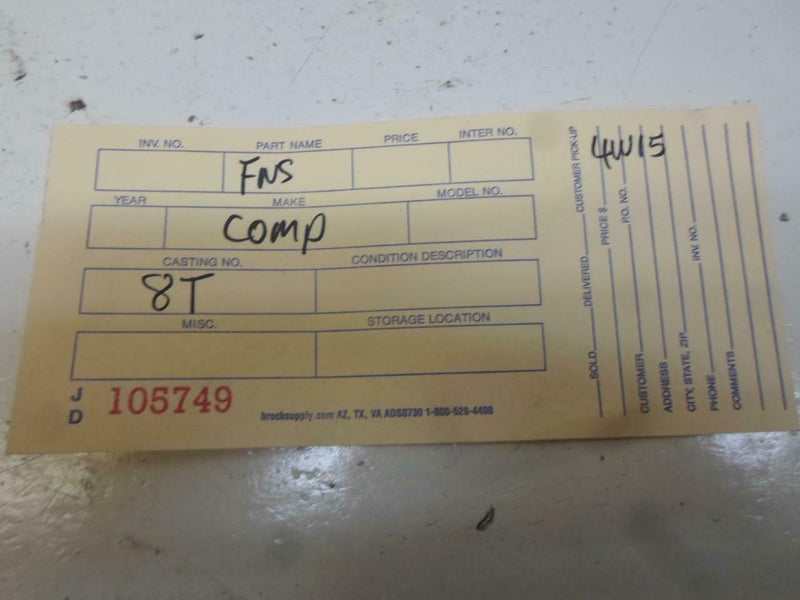 INV. NO. PART NAME PRICE INTER NO.
FNS
YEAR MAKE MODEL NO.
COMP
CASTING NO. CONDITION DESCRIPTION
8T
MISC. STORAGE LOCATION
J D 105749
brocksupply.com AZ, TX, VA ADS0730 1-800-528-4400
4W15
SOLD DELIVERED CUSTOMER PICK-UP
PRICE $
P.O. NO.
CUSTOMER
ADDRESS
CITY, STATE, ZIP INV. NO.
PHONE
COMMENTS